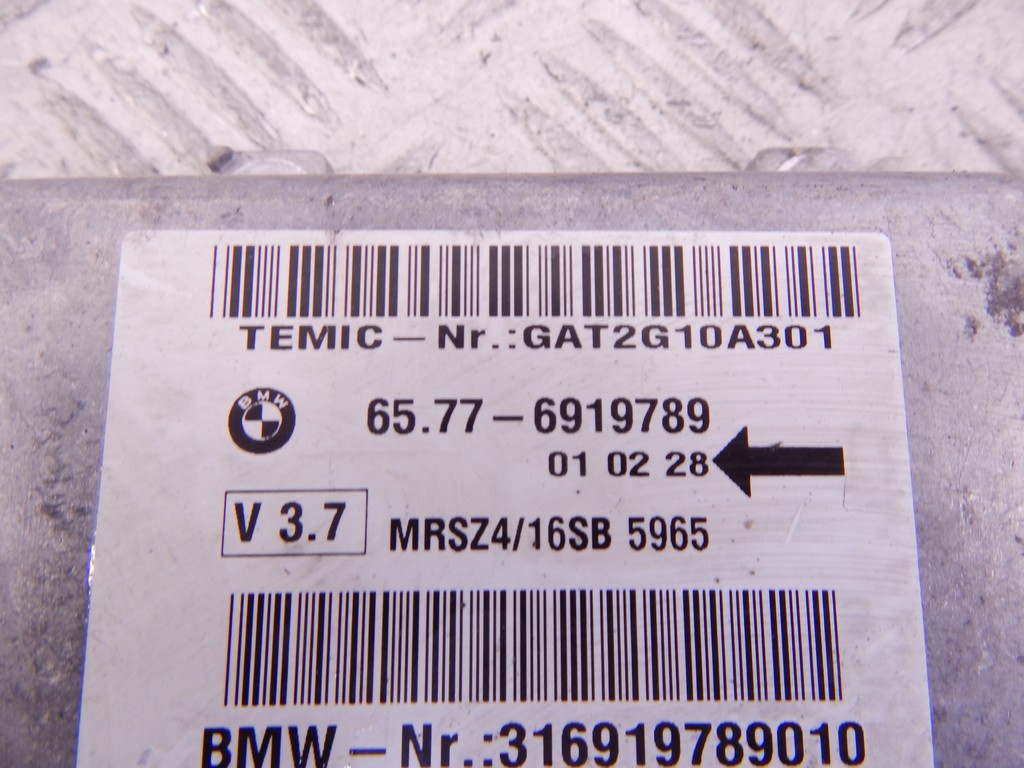 TEMIC – Nr.:GAT2G10A301
BMW
65.77 – 6919789
01 02 28
V 3.7
MRSZ4/16SB 5965
BMW – Nr.:316919789010